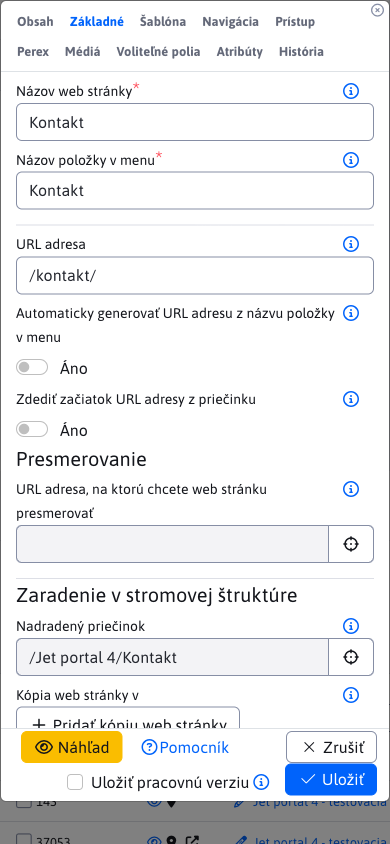 Obsah Základné Šablóna Navigácia Prístup
Perex Médiá Voliteľné polia Atribúty História
Názov web stránky*
Kontakt
Názov položky v menu*
Kontakt
URL adresa
/kontakt/
Automaticky generovať URL adresu z názvu položky
v menu
Áno
Zdediť začiatok URL adresy z priečinku
Áno
Presmerovanie
URL adresa, na ktorú chcete web stránku
presmerovať
Zaradenie v stromovej štruktúre
Nadradený priečinok
/Jet portal 4/Kontakt
Kópia web stránky v
Pridať kópiu web stránky
Náhľad Pomocník Zrušiť
Uložiť pracovnú verziu Uložiť
145 Jet portal 4 - testovacia
37053 Jet portal 4 - testovacia